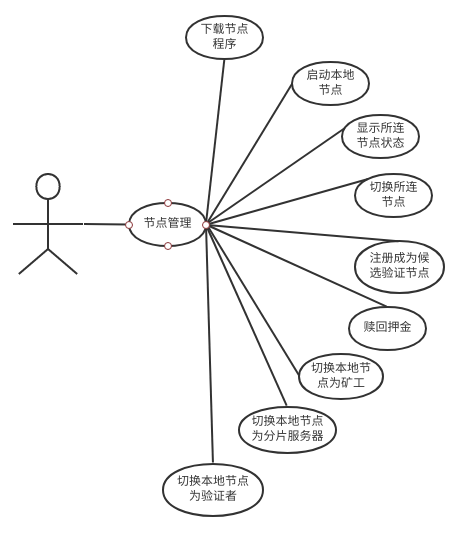 下载节点
程序
启动本地
节点
显示所连
节点状态
切换所连
节点
节点管理
注册成为候
选验证节点
赎回押金
切换本地节
点为矿工
切换本地节点
为分片服务器
切换本地节点
为验证者